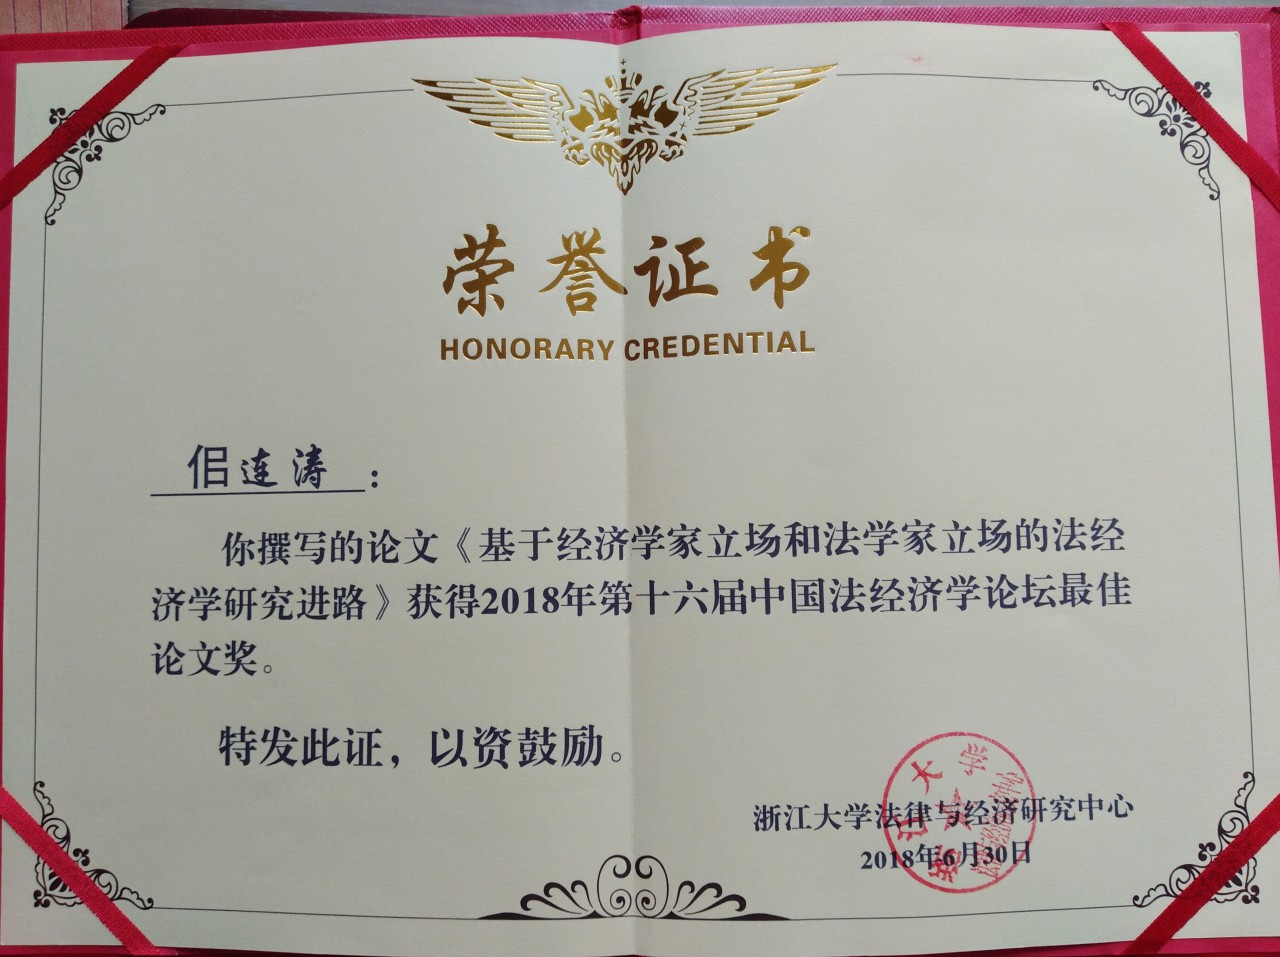 荣誉证书
HONORARY CREDENTIAL
佀连涛：
你撰写的论文《基于经济学家立场和法学家立场的法经
济学研究进路》获得2018年第十六届中国法经济学论坛最佳
论文奖。
特发此证，以资鼓励。
浙江大学法律与经济研究中心
2018年6月30日
浙江大学